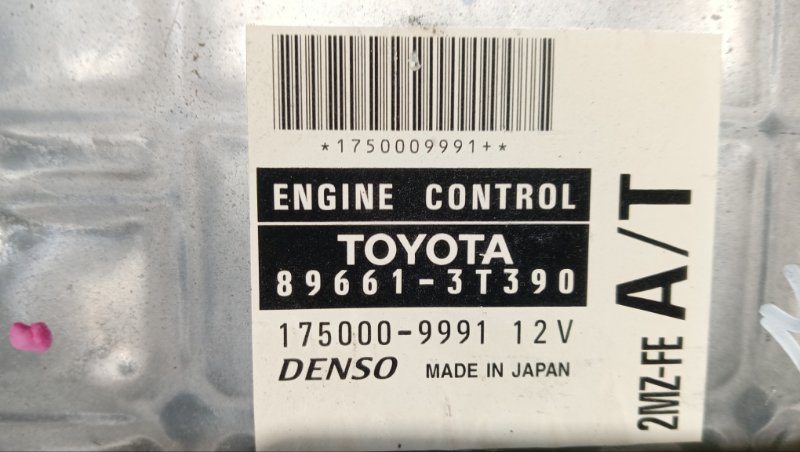 *1750009991+*
ENGINE CONTROL
TOYOTA
89661-3T390
175000-9991 12V
DENSO MADE IN JAPAN
2MZ-FE A/T